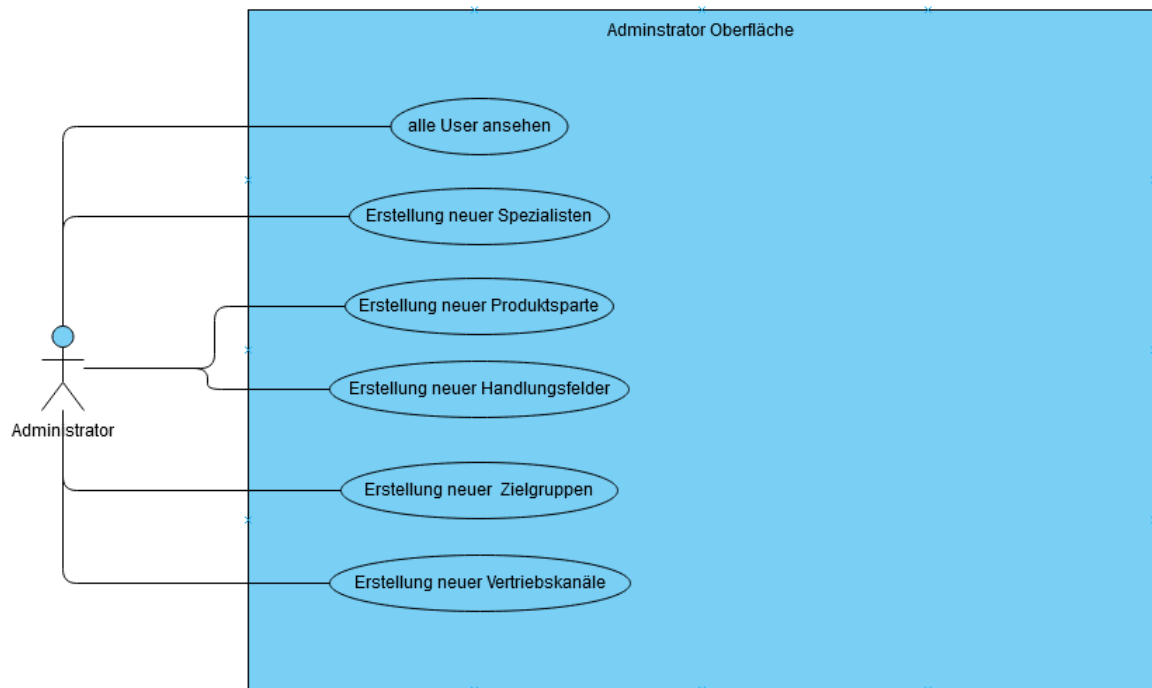 Adminstrator Oberfläche
alle User ansehen
Erstellung neuer Spezialisten
Erstellung neuer Produktsparte
Erstellung neuer Handlungsfelder
Administrator
Erstellung neuer Zielgruppen
Erstellung neuer Vertriebskanäle